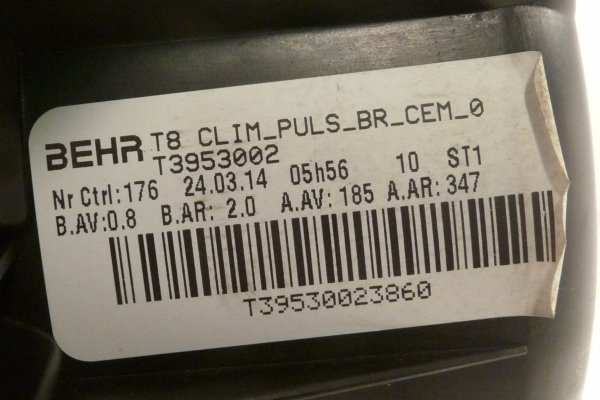 BEHR T8 CLIM_PULS_BR_CEM_0
T3953002
Nr Ctrl:176 24.03.14 05h56 10 ST1
B.AV:0.8 B.AR: 2.0 A.AV: 185 A.AR: 347
T39530023860